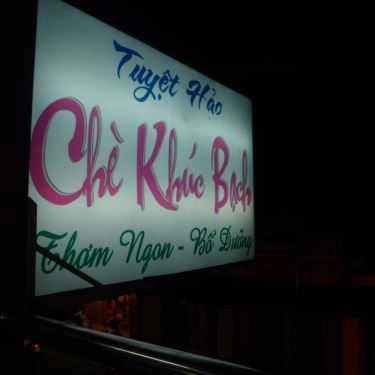 Tuyệt Hảo
Chè Khúc Bạch
Thơm Ngon - Bổ Dưỡng